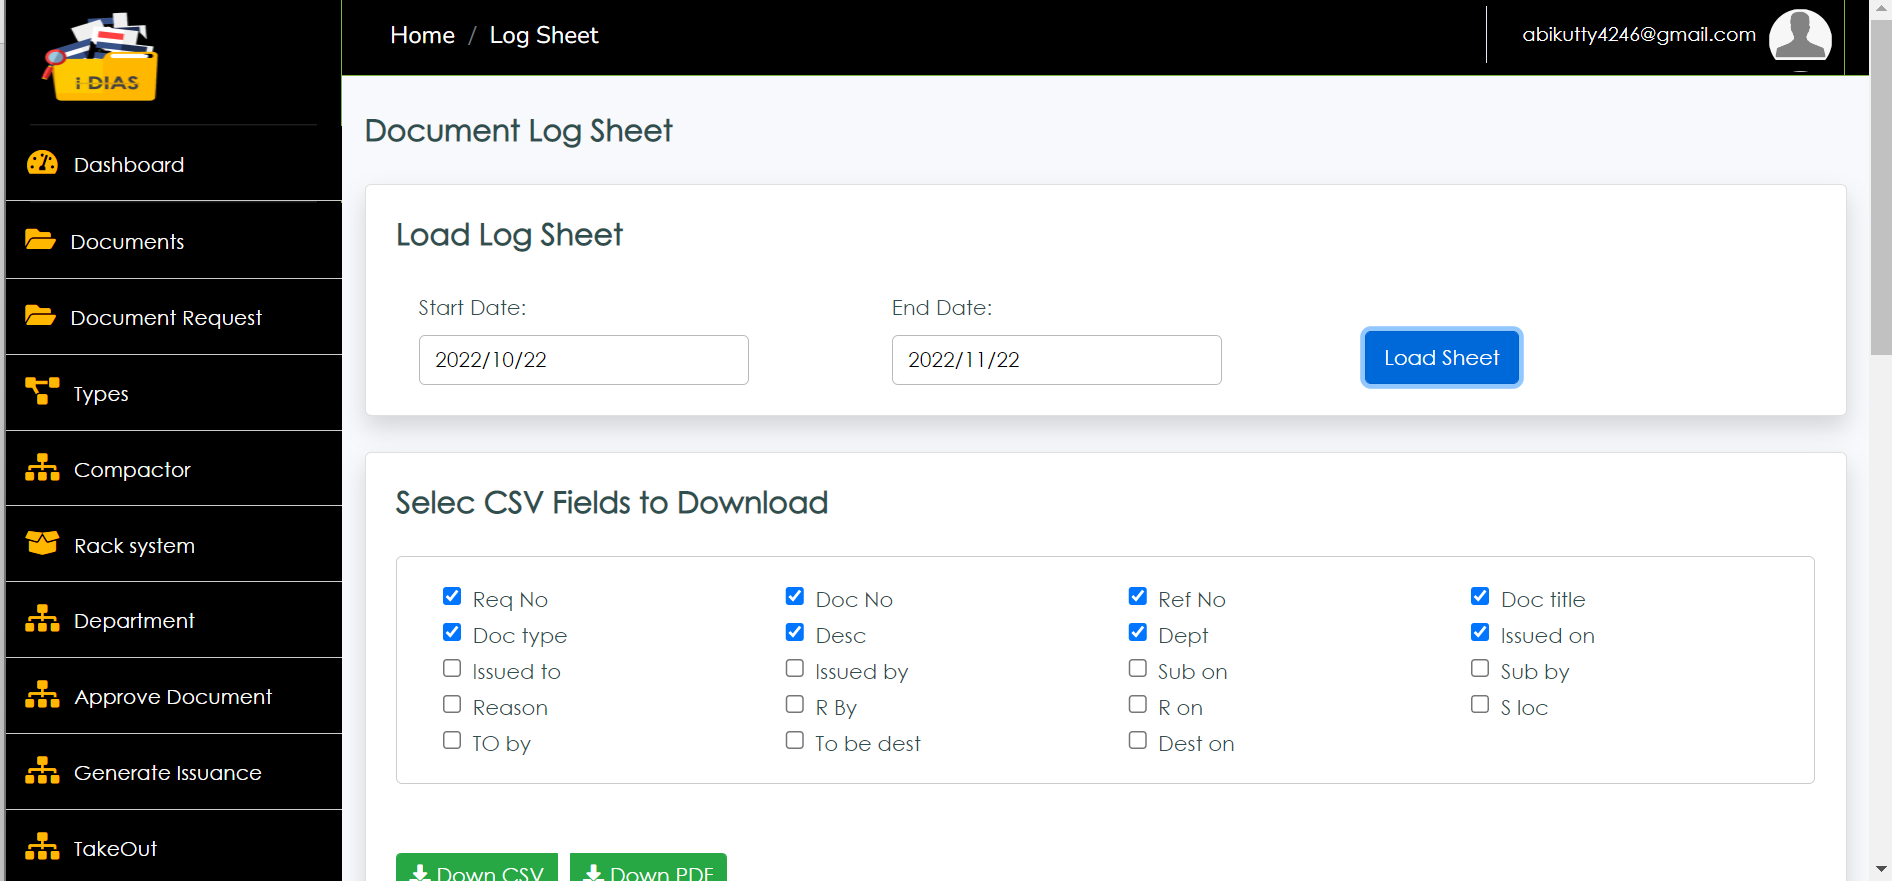 i DIAS
Home / Log Sheet
abikutty4246@gmail.com
Dashboard
Documents
Document Request
Types
Compactor
Rack system
Department
Approve Document
Generate Issuance
TakeOut
Document Log Sheet
Load Log Sheet
Start Date:
End Date:
2022/10/22
2022/11/22
Load Sheet
Selec CSV Fields to Download
Req No
Doc No
Ref No
Doc title
Doc type
Desc
Dept
Issued on
Issued to
Issued by
Sub on
Sub by
Reason
R By
R on
S loc
TO by
To be dest
Dest on
Down CSV
Down PDF